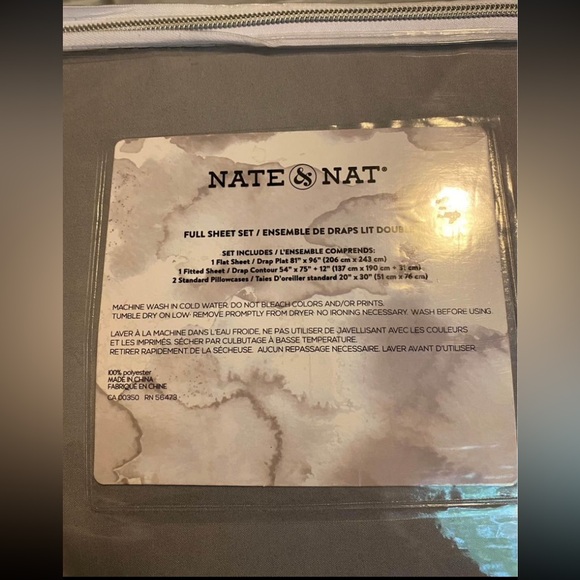 NATE & NAT®
FULL SHEET SET / ENSEMBLE DE DRAPS LIT DOUBLE
SET INCLUDES / L'ENSEMBLE COMPRENDS:
1 Flat Sheet / Drap Plat 81" x 96" (206 cm x 243 cm)
1 Fitted Sheet / Drap Contour 54" x 75" + 12" (137 cm x 190 cm + 31 cm)
2 Standard Pillowcases / Taies D'oreiller standard 20" x 30" (51 cm x 76 cm)
MACHINE WASH IN COLD WATER. DO NOT BLEACH COLORS AND/OR PRINTS.
TUMBLE DRY ON LOW. REMOVE PROMPTLY FROM DRYER. NO IRONING NECESSARY. WASH BEFORE USING.
LAVER À LA MACHINE DANS L'EAU FROIDE, NE PAS UTILISER DE JAVELLISANT AVEC LES COULEURS
ET LES IMPRIMÉS. SÉCHER PAR CULBUTAGE À BASSE TEMPERATURE.
RETIRER RAPIDEMENT DE LA SÉCHEUSE. AUCUN REPASSAGE NECESSAIRE. LAVER AVANT D'UTILISER.
100% polyester
MADE IN CHINA
FABRIQUÉ EN CHINE
CA 00350 RN 56473